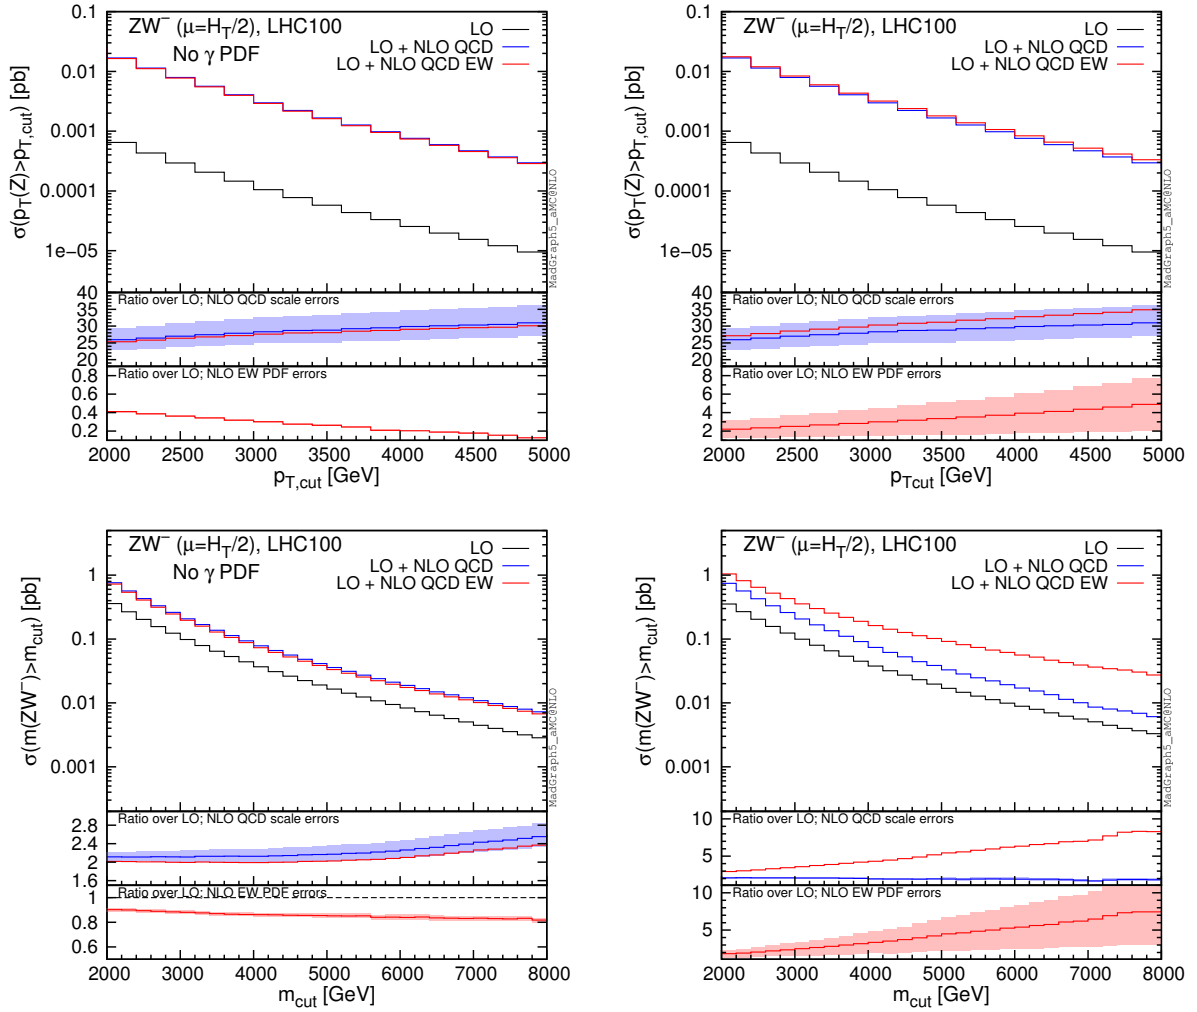 ZW⁻ (μ=H_T/2), LHC100
No γ PDF
LO
LO + NLO QCD
LO + NLO QCD EW
σ(p_T(Z)>p_T,cut) [pb]
0.1
0.01
0.001
0.0001
1e-05
MadGraph5_aMC@NLO
Ratio over LO; NLO QCD scale errors
40
35
30
25
20
Ratio over LO; NLO EW PDF errors
0.8
0.6
0.4
0.2
2000 2500 3000 3500 4000 4500 5000
p_T,cut [GeV]
ZW⁻ (μ=H_T/2), LHC100
LO
LO + NLO QCD
LO + NLO QCD EW
σ(p_T(Z)>p_T,cut) [pb]
0.1
0.01
0.001
0.0001
1e-05
MadGraph5_aMC@NLO
Ratio over LO; NLO QCD scale errors
40
35
30
25
20
Ratio over LO; NLO EW PDF errors
8
6
4
2
2000 2500 3000 3500 4000 4500 5000
p_Tcut [GeV]
ZW⁻ (μ=H_T/2), LHC100
No γ PDF
LO
LO + NLO QCD
LO + NLO QCD EW
σ(m(ZW⁻)>m_cut) [pb]
1
0.1
0.01
0.001
MadGraph5_aMC@NLO
Ratio over LO; NLO QCD scale errors
2.8
2.4
2
1.6
Ratio over LO; NLO EW PDF errors
1
0.8
0.6
2000 3000 4000 5000 6000 7000 8000
m_cut [GeV]
ZW⁻ (μ=H_T/2), LHC100
LO
LO + NLO QCD
LO + NLO QCD EW
σ(m(ZW⁻)>m_cut) [pb]
1
0.1
0.01
0.001
MadGraph5_aMC@NLO
Ratio over LO; NLO QCD scale errors
10
5
Ratio over LO; NLO EW PDF errors
10
5
2000 3000 4000 5000 6000 7000 8000
m_cut [GeV]